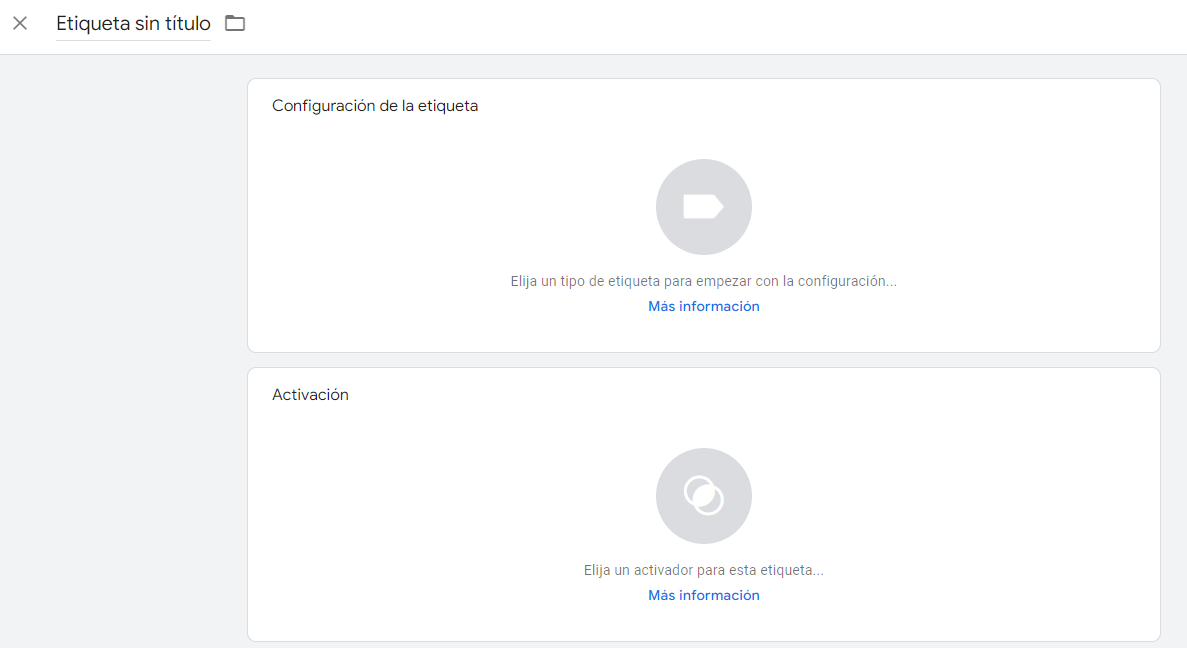 Etiqueta sin título
Configuración de la etiqueta
Elija un tipo de etiqueta para empezar con la configuración...
Más información
Activación
Elija un activador para esta etiqueta...
Más información